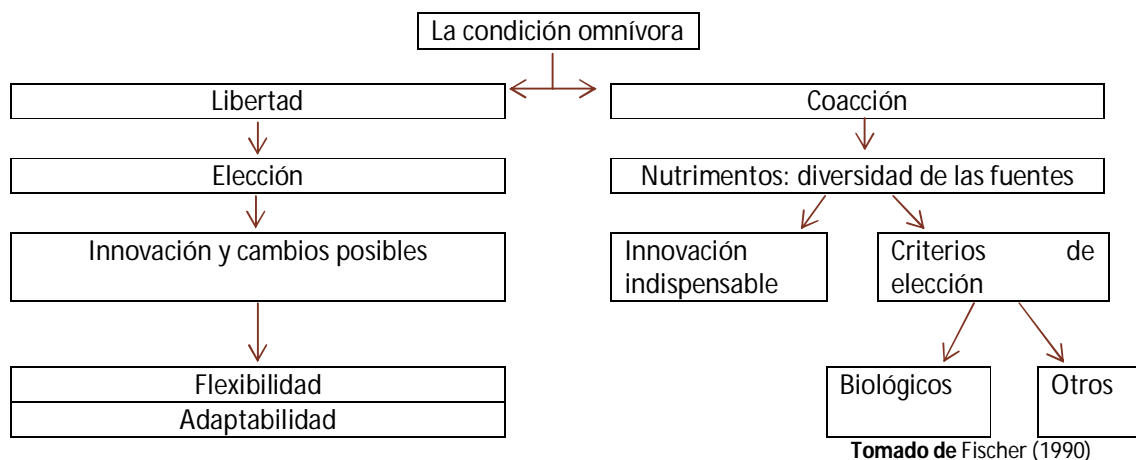 La condición omnívora
Libertad
Coacción
Elección
Nutrimentos: diversidad de las fuentes
Innovación y cambios posibles
Innovación
indispensable
Criterios de
elección
Flexibilidad
Adaptabilidad
Biológicos
Otros
Tomado de Fischer (1990)